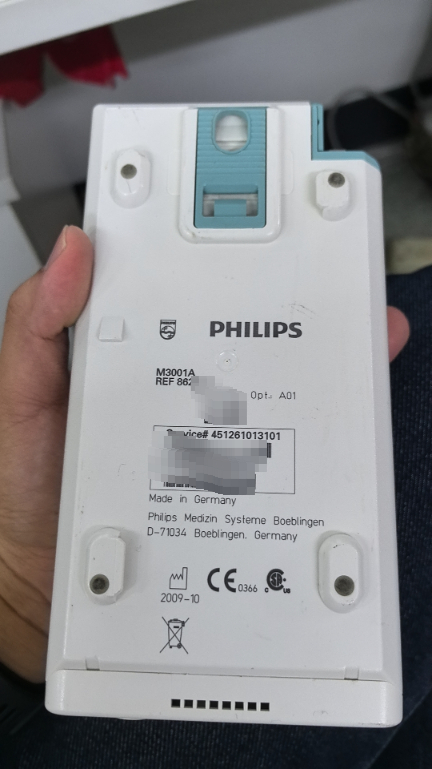 PHILIPS
M3001A
REF 862
Opt. A01
Service# 451261013101
Made in Germany
Philips Medizin Systeme Boeblingen
D-71034 Boeblingen, Germany
CE 0366 C US
2009-10